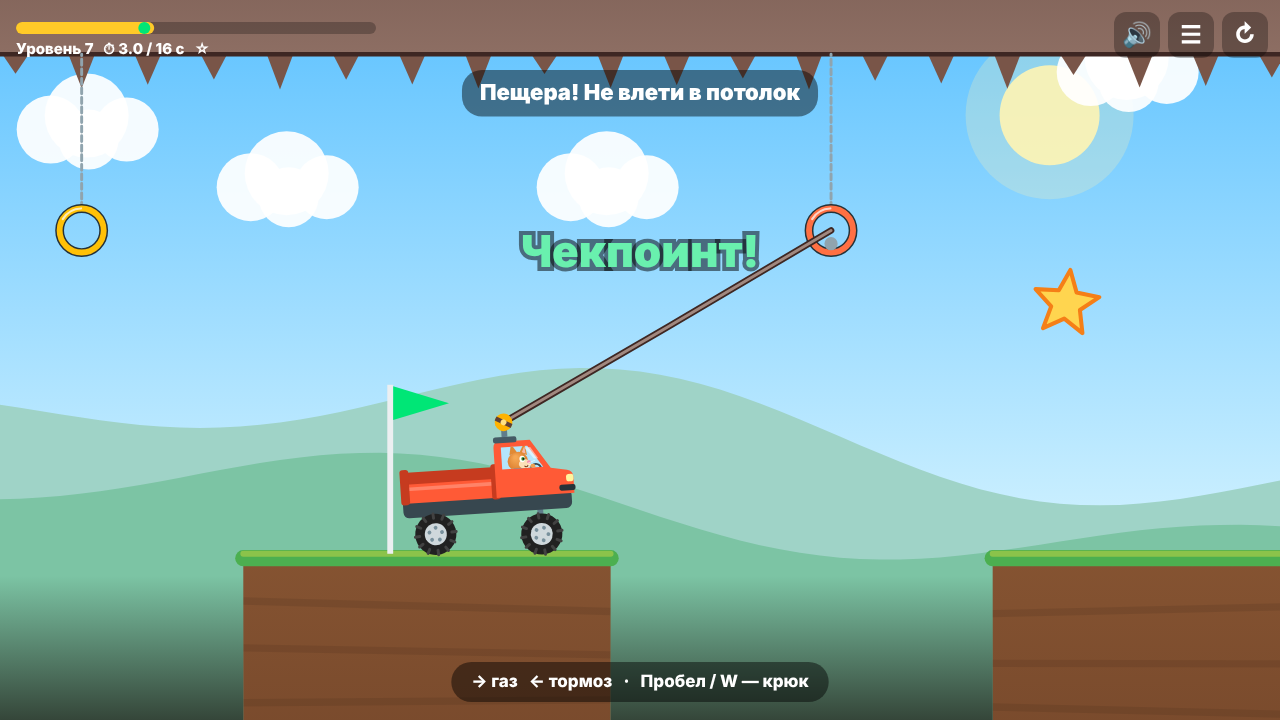 Уровень 7 ⏱ 3.0 / 16 с ☆
Пещера! Не влети в потолок
Чекпоинт!
→ газ ← тормоз · Пробел / W — крюк